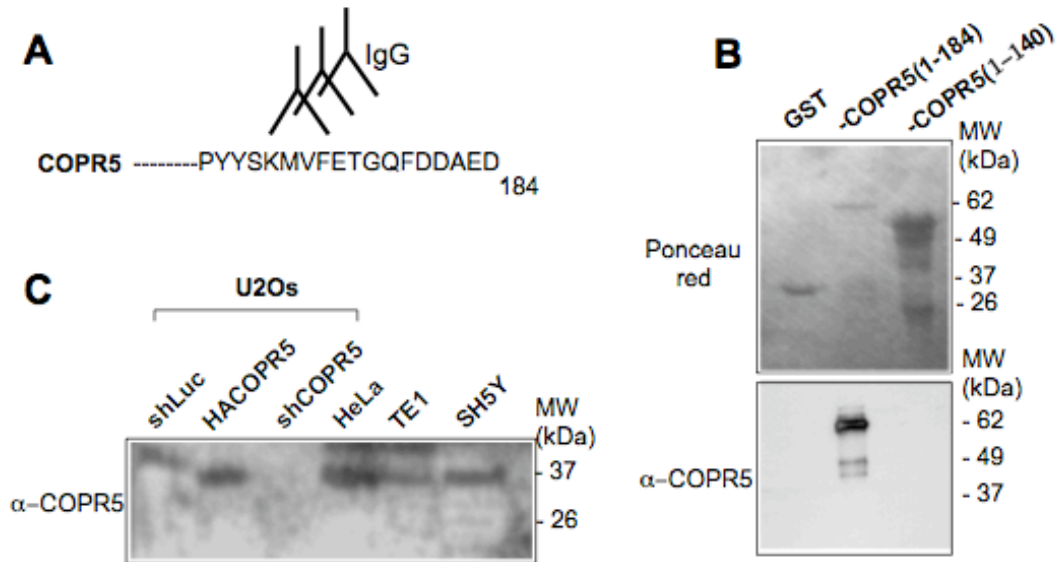 A
IgG
COPR5 ---------PYYSKMVFETGQFDDAED
184
B
GST
-COPR5(1-184)
-COPR5(1-140)
MW
(kDa)
- 62
- 49
- 37
- 26
Ponceau
red
MW
(kDa)
- 62
- 49
- 37
α-COPR5
C
U2Os
shLuc
HACOPR5
shCOPR5
HeLa
TE1
SH5Y
MW
(kDa)
- 37
- 26
α-COPR5